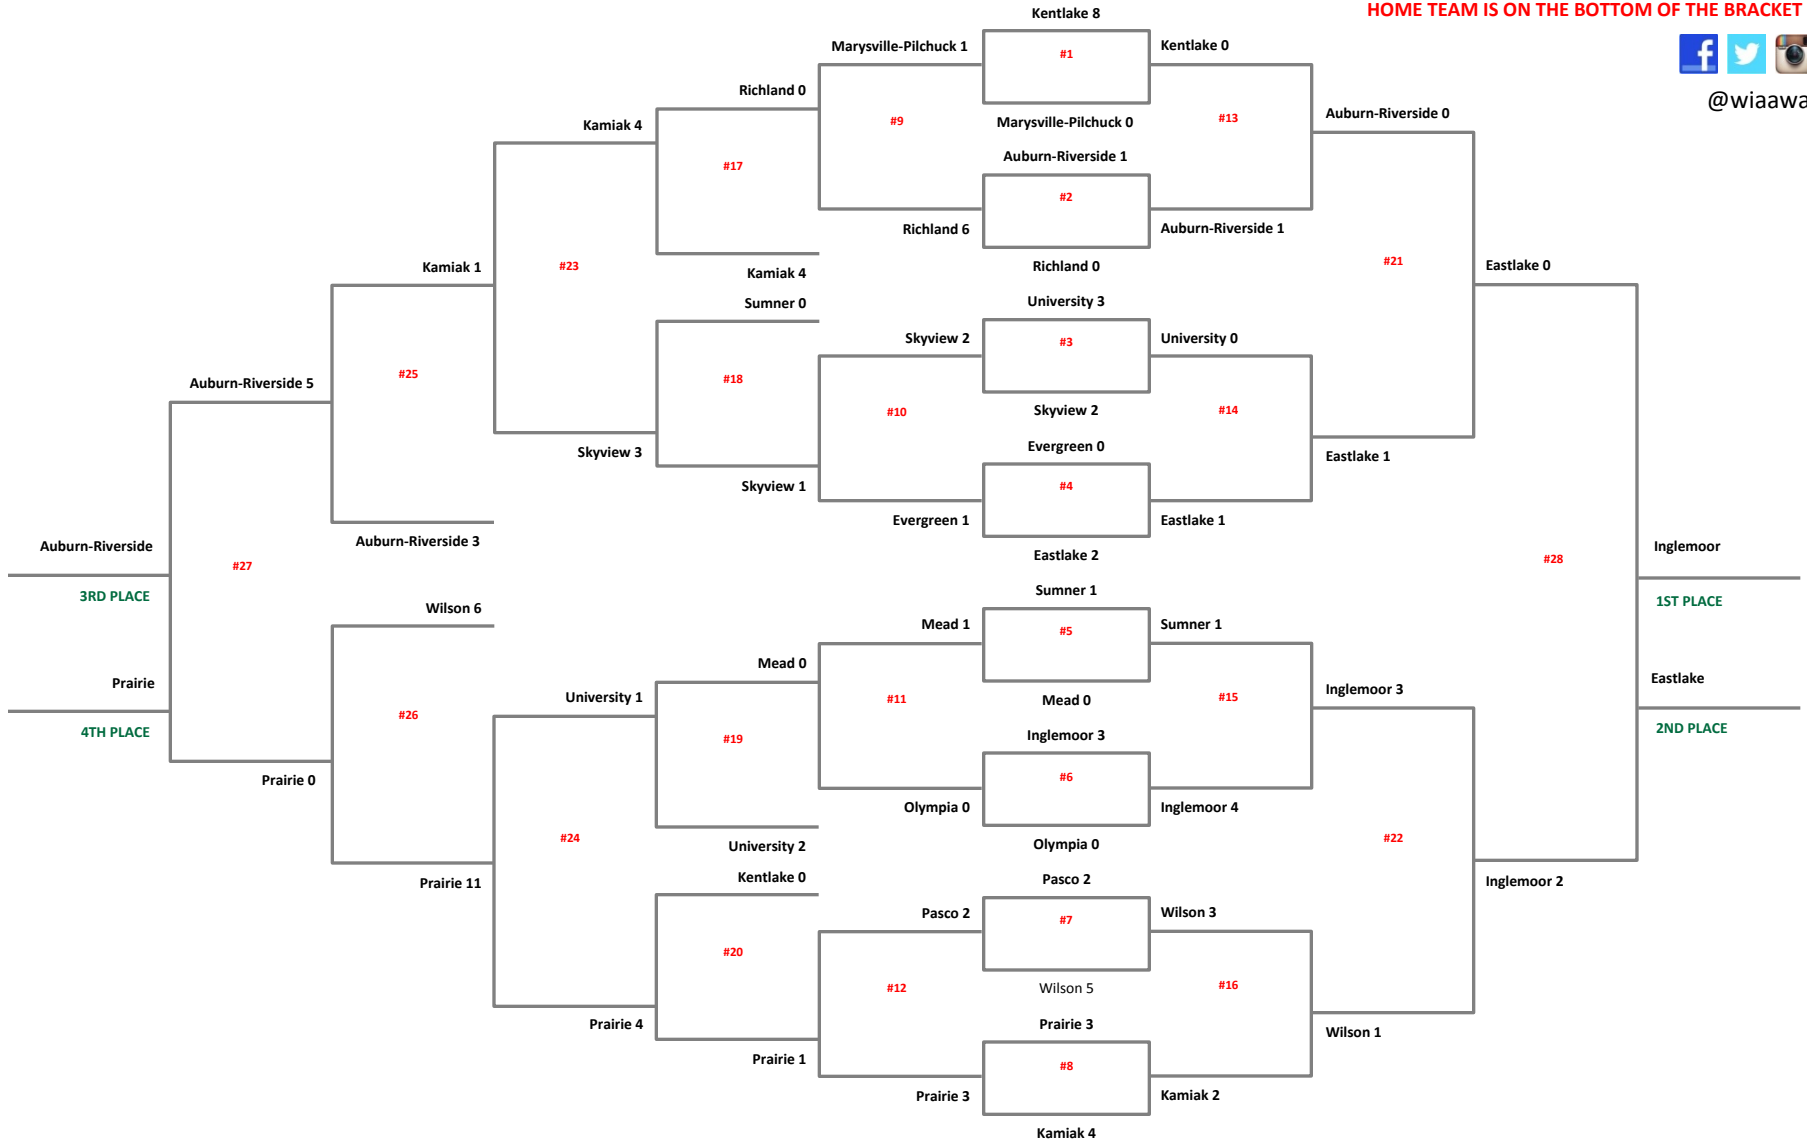 HOME TEAM IS ON THE BOTTOM OF THE BRACKET
@wiaawa
Kentlake 8
#1
Marysville-Pilchuck 0
Auburn-Riverside 1
#2
Richland 0
University 3
#3
Skyview 2
Evergreen 0
#4
Eastlake 2
Sumner 1
#5
Mead 0
Inglemoor 3
#6
Olympia 0
Pasco 2
#7
Wilson 5
Prairie 3
#8
Kamiak 4
Marysville-Pilchuck 1
#9
Richland 6
Skyview 2
#10
Evergreen 1
Mead 1
#11
Olympia 0
Pasco 2
#12
Prairie 3
Kentlake 0
#13
Auburn-Riverside 1
University 0
#14
Eastlake 1
Sumner 1
#15
Inglemoor 4
Wilson 3
#16
Kamiak 2
Richland 0
#17
Kamiak 4
Sumner 0
#18
Skyview 1
Mead 0
#19
University 2
Kentlake 0
#20
Prairie 1
Auburn-Riverside 0
#21
Eastlake 1
Inglemoor 3
#22
Wilson 1
Kamiak 4
#23
Skyview 3
University 1
#24
Prairie 4
Kamiak 1
#25
Auburn-Riverside 3
Wilson 6
#26
Prairie 11
Auburn-Riverside 5
#27
Prairie 0
Eastlake 0
#28
Inglemoor 2
Auburn-Riverside
3RD PLACE
Prairie
4TH PLACE
Inglemoor
1ST PLACE
Eastlake
2ND PLACE